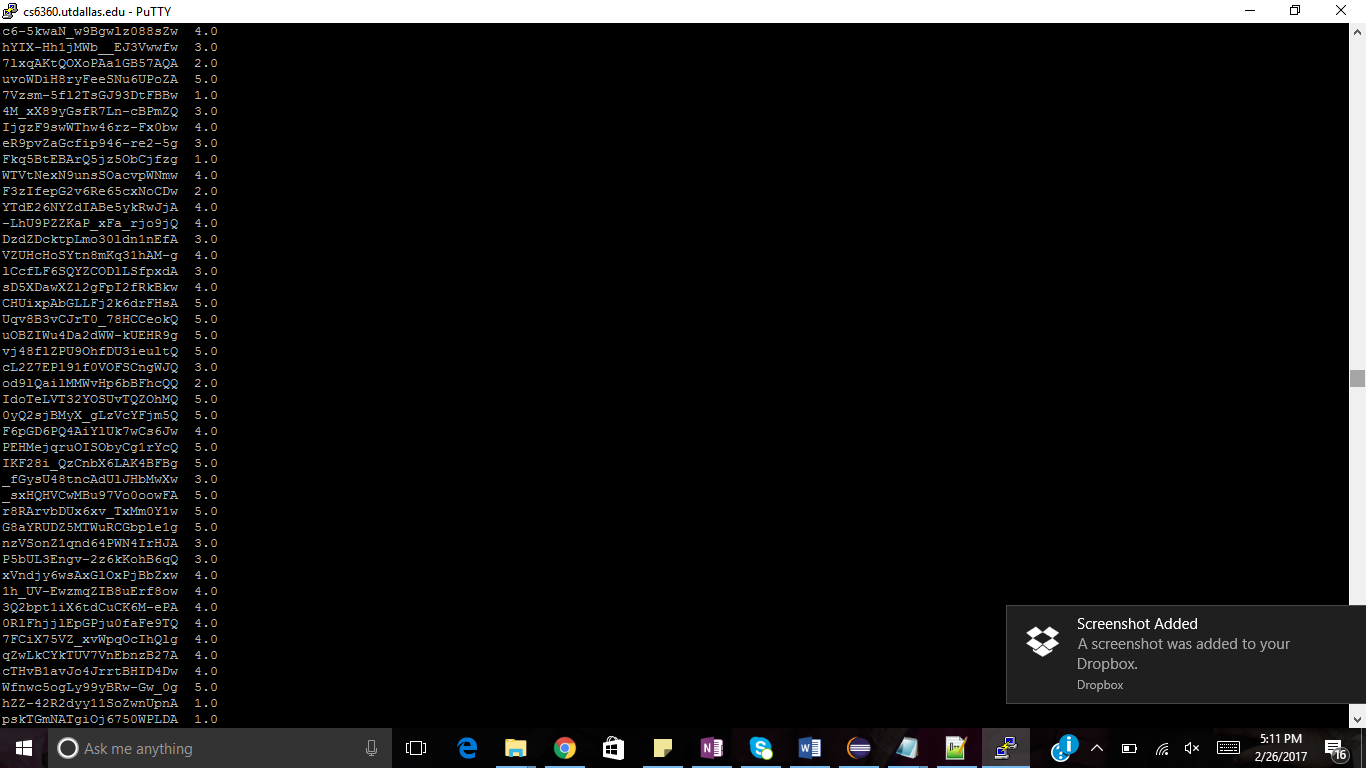 cs6360.utdallas.edu - PuTTY
c6-5kwaN_w9Bgwlz088sZw 4.0
hYIX-Hh1jMWb__EJ3Vwwfw 3.0
7lxqAKtQOXoPAa1GB57AQA 2.0
uvoWDiH8ryFeeSNu6UPoZA 5.0
7Vzsm-5fl2TsGJ93DtFBBw 1.0
4M_xX89yGsfR7Ln-cBPmZQ 3.0
IjgzF9swWThw46rz-Fx0bw 4.0
eR9pvZaGcfip946-re2-5g 3.0
Fkq5BtEBArQ5jz5ObCjfzg 1.0
WTVtNexN9unsSOacvpWNmw 4.0
F3zIfepG2v6Re65cxNoCDw 2.0
YTdE26NYZdIABe5ykRwJjA 4.0
-LhU9PZZKaP_xFa_rjo9jQ 4.0
DzdZDcktpLmo30ldn1nEfA 3.0
VZUHcHoSYtn8mKq31hAM-g 4.0
lCcfLF6SQYZCODlLSfpxdA 3.0
sD5XDawXZl2gFpI2fRkBkw 4.0
CHUixpAbGLLFj2k6drFHsA 5.0
Uqv8B3vCJrT0_78HCCeokQ 5.0
uOBZIWu4Da2dWW-kUEHR9g 5.0
vj48flZPU9OhfDU3ieultQ 5.0
cL2Z7EPl91f0VOFSCngWJQ 3.0
od9lQailMMWvHp6bBFhcQQ 2.0
IdoTeLVT32YOSUvTQZOhMQ 5.0
0yQ2sjBMyX_gLzVcYFjm5Q 5.0
F6pGD6PQ4AiYlUk7wCs6Jw 4.0
PEHMejqruOISObyCg1rYcQ 5.0
IKF28i_QzCnbX6LAK4BFBg 5.0
_fGysU48tncAdUlJHbMwXw 3.0
_sxHQHVCwMBu97Vo0oowFA 5.0
r8RArvbDUx6xv_TxMm0Y1w 5.0
G8aYRUDZ5MTWuRCGbple1g 5.0
nzVSonZ1qnd64PWN4IrHJA 3.0
P5bUL3Engv-2z6kKohB6qQ 3.0
xVndjy6wsAxGlOxPjBbZxw 4.0
1h_UV-EwzmqZIB8uErf8ow 4.0
3Q2bpt1iX6tdCuCK6M-ePA 4.0
0RlFhjjlEpGPju0faFe9TQ 4.0
7FCiX75VZ_xvWpqOcIhQlg 4.0
qZwLkCYkTUV7VnEbnzB27A 4.0
cTHvB1avJo4JrrtBHID4Dw 4.0
Wfnwc5ogLy99yBRw-Gw_0g 5.0
hZZ-42R2dyy11SoZwnUpnA 1.0
pskTGmNATgiOj6750WPLDA 1.0
Screenshot Added
A screenshot was added to your
Dropbox.
Dropbox
Ask me anything
5:11 PM
2/26/2017
16